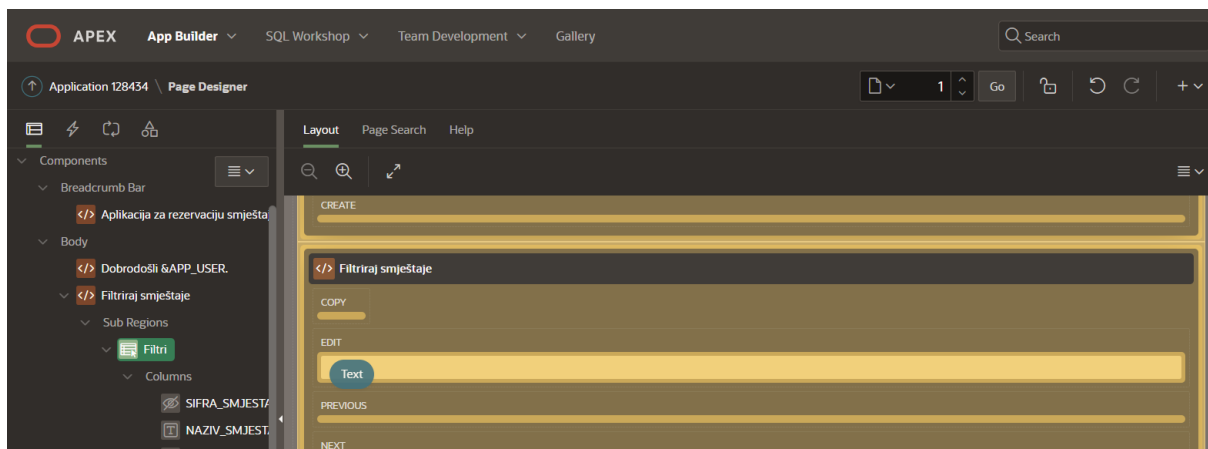 APEX App Builder SQL Workshop Team Development Gallery Search
Application 128434 \ Page Designer 1 Go
Layout Page Search Help
Components
Breadcrumb Bar
</> Aplikacija za rezervaciju smješta
Body
</> Dobrodošli &APP_USER.
</> Filtriraj smještaje
Sub Regions
Filtri
Columns
SIFRA_SMJESTA
NAZIV_SMJEST
CREATE
</> Filtriraj smještaje
COPY
EDIT
Text
PREVIOUS
NEXT